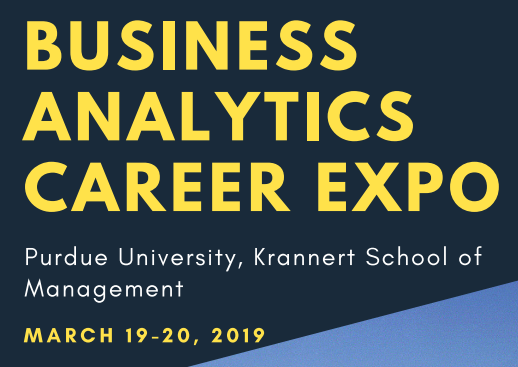 BUSINESS
ANALYTICS
CAREER EXPO
Purdue University, Krannert School of
Management
MARCH 19-20, 2019